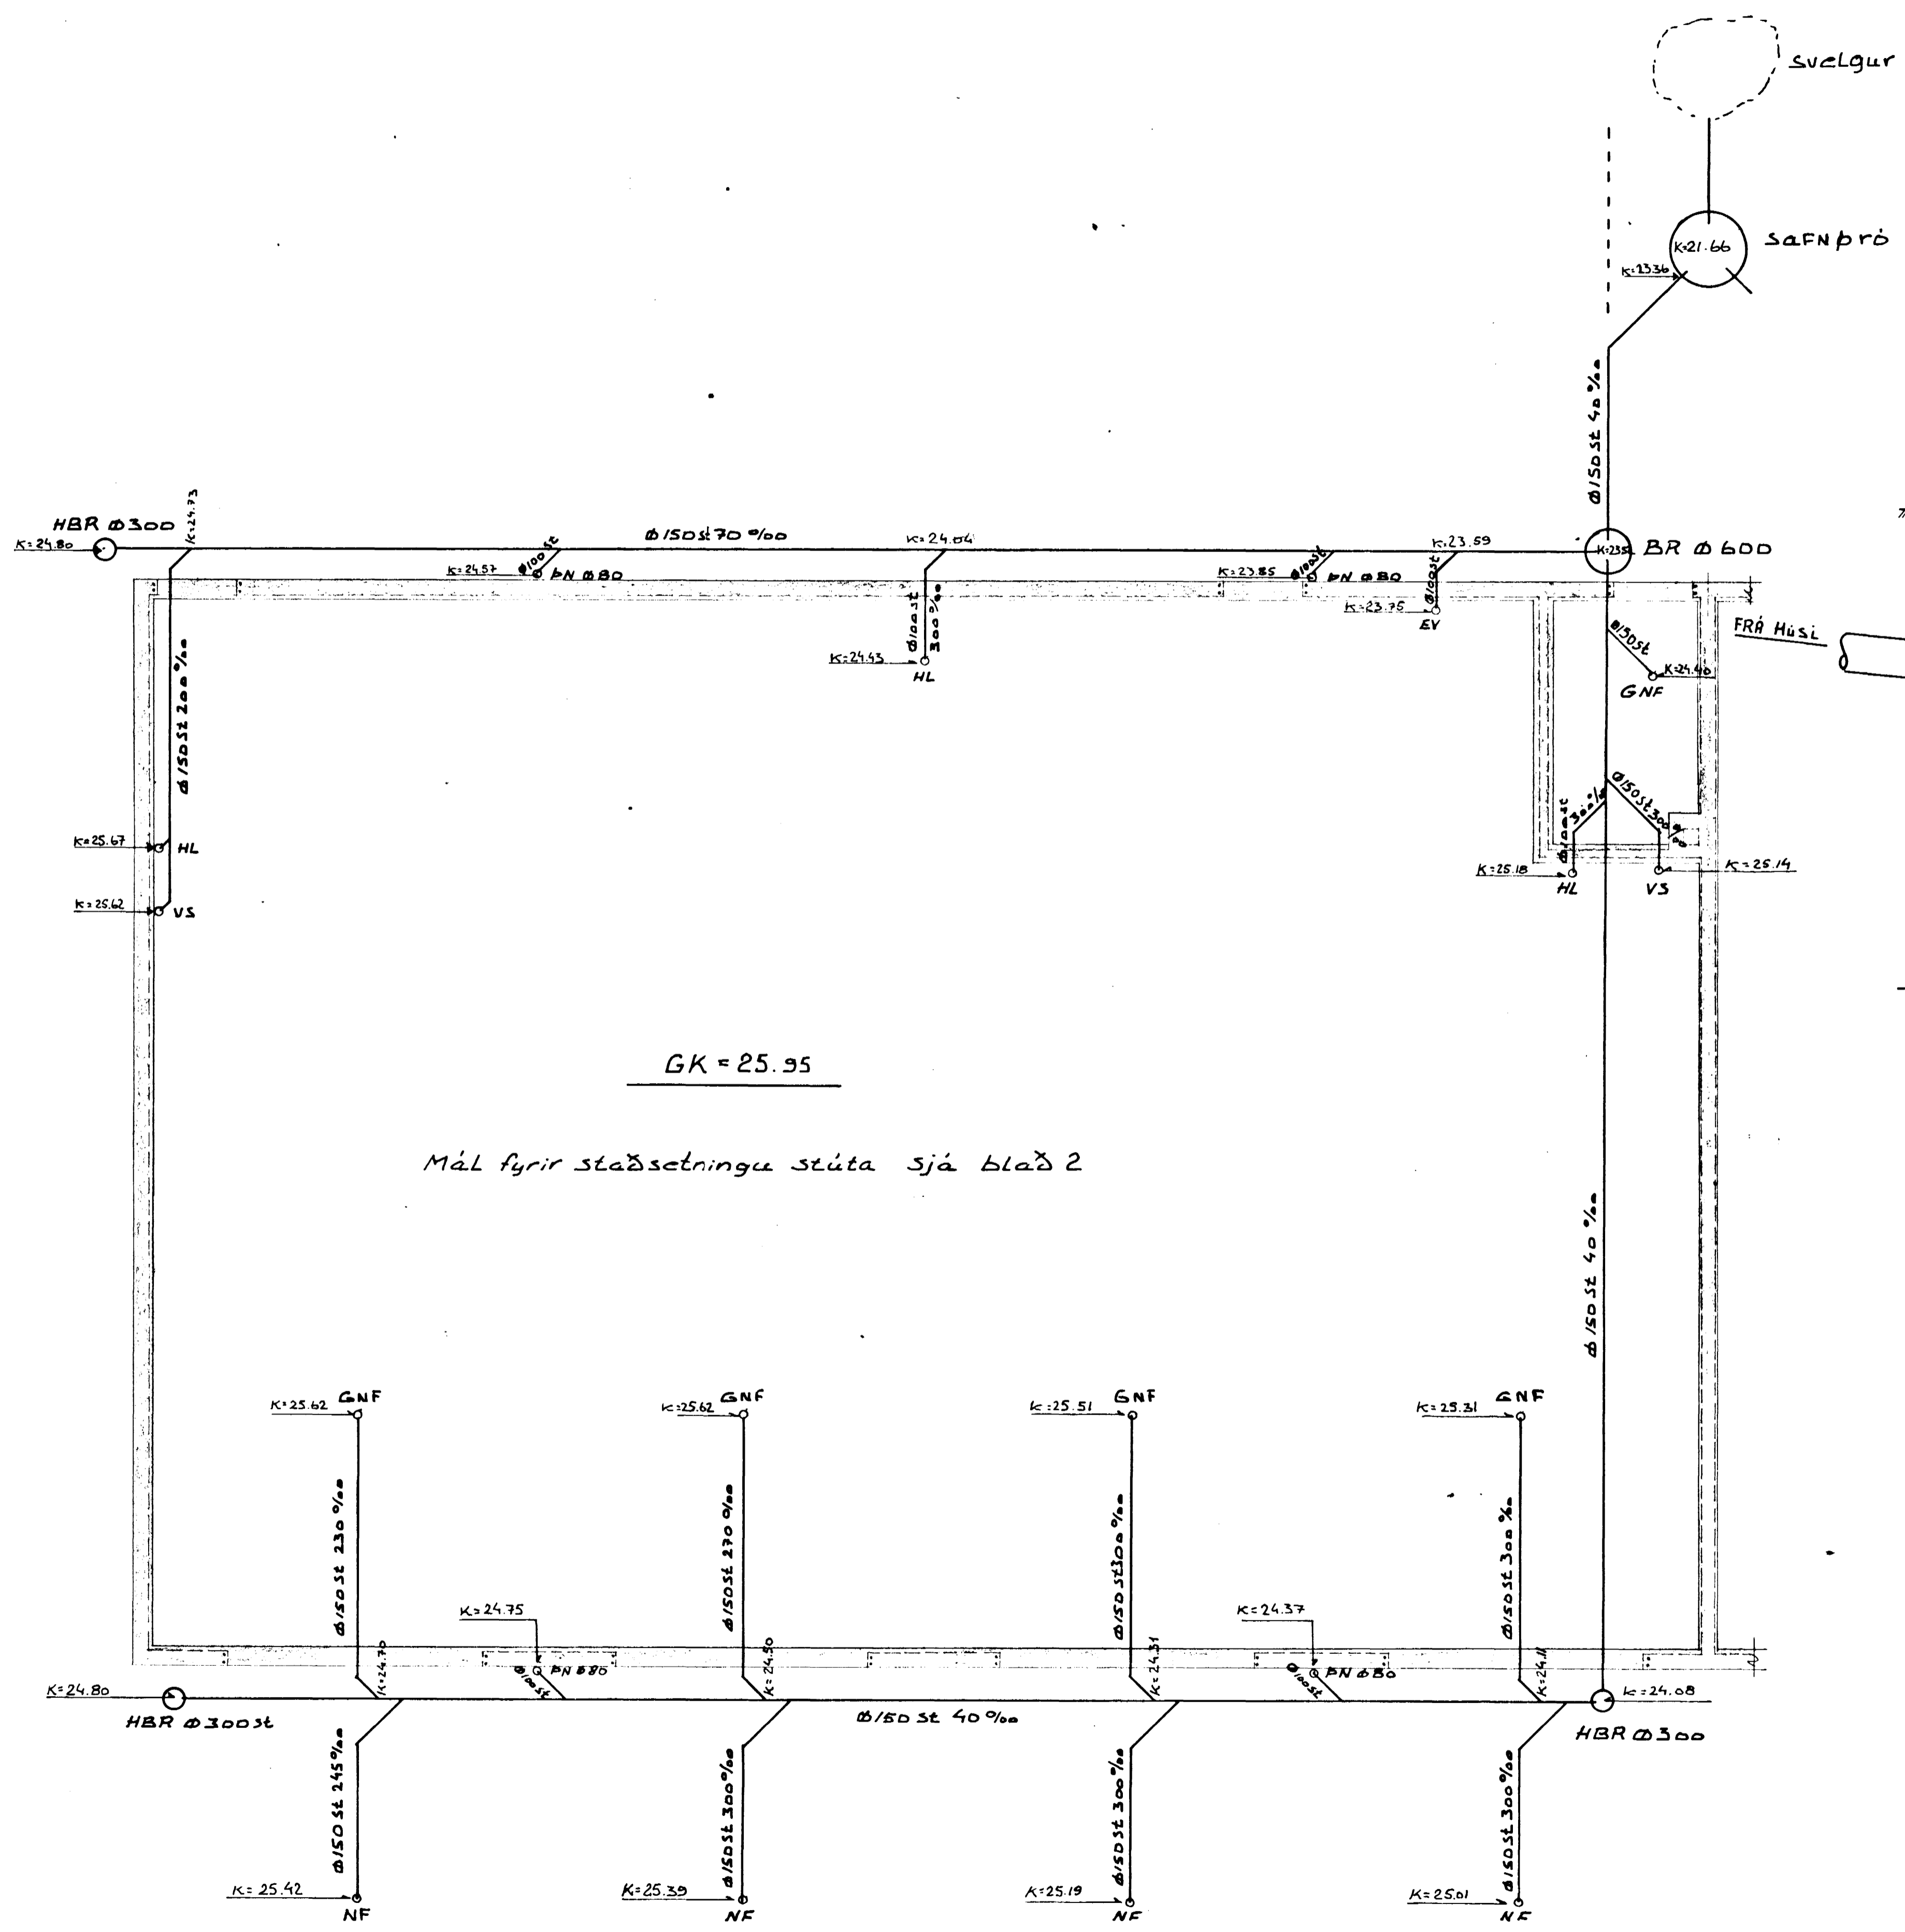 svelgur
K=21.66
SAFNÞRÓ
K=23.36
Ø150st 40‰
K=24.73
HBR Ø300
K=24.80
Ø150st 70‰
K=24.04
K=23.59
BR Ø600
Ø100st
K=24.57
ÞN Ø80
Ø100st
K=23.85
ÞN Ø80
Ø100st
K=23.75
EV
Ø100st
300‰
K=24.43
HL
FRÁ HÚSI
Ø150st
K=24.40
GNF
Ø150st 200‰
K=25.67
HL
K=25.62
VS
Ø100st
300‰
Ø150st 300‰
K=25.18
HL
VS
K=25.14
GK=25.95
Mál fyrir staðsetningu stúta sjá blað 2
Ø150st 40‰
K=25.62
GNF
K=25.62
GNF
K=25.51
GNF
K=25.31
GNF
Ø150st 230‰
Ø150st 270‰
Ø150st 300‰
Ø150st 300‰
K=24.75
K=24.37
K=24.70
Ø100st
ÞN Ø80
K=24.50
K=24.31
Ø100st
ÞN Ø80
K=24.11
K=24.80
HBR Ø300st
Ø150st 40‰
K=24.08
HBR Ø300
Ø150st 245‰
Ø150st 300‰
Ø150st 300‰
Ø150st 300‰
K=25.42
NF
K=25.39
NF
K=25.19
NF
K=25.01
NF